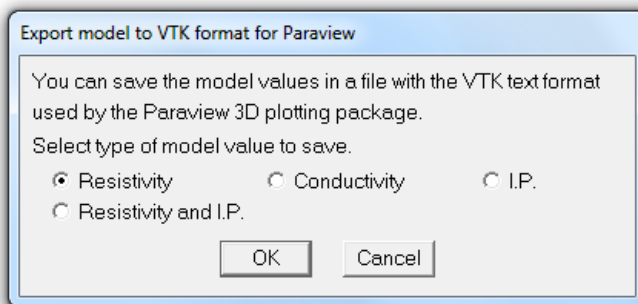 Export model to VTK format for Paraview
You can save the model values in a file with the VTK text format
used by the Paraview 3D plotting package.
Select type of model value to save.
Resistivity Conductivity I.P.
Resistivity and I.P.
OK Cancel